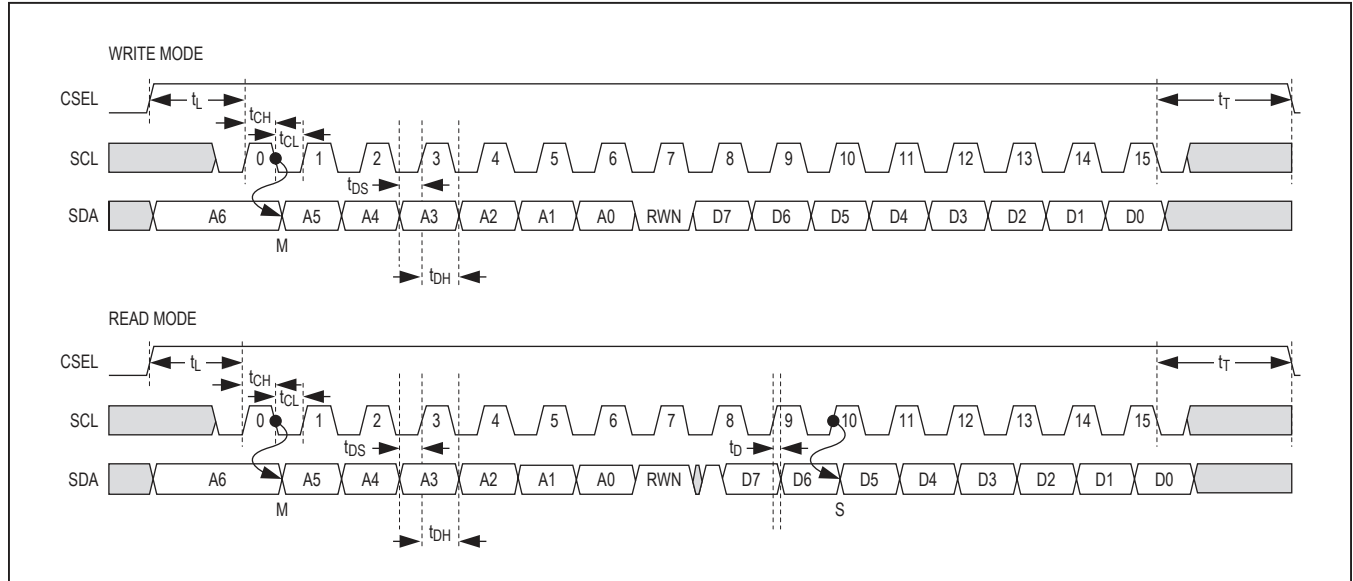 WRITE MODE
CSEL tL tT
tCH
tCL
SCL 0 1 2 3 4 5 6 7 8 9 10 11 12 13 14 15
tDS
SDA A6 A5 A4 A3 A2 A1 A0 RWN D7 D6 D5 D4 D3 D2 D1 D0
M
tDH
READ MODE
CSEL tL tT
tCH
tCL
SCL 0 1 2 3 4 5 6 7 8 9 10 11 12 13 14 15
tDS tD
SDA A6 A5 A4 A3 A2 A1 A0 RWN D7 D6 D5 D4 D3 D2 D1 D0
M S
tDH